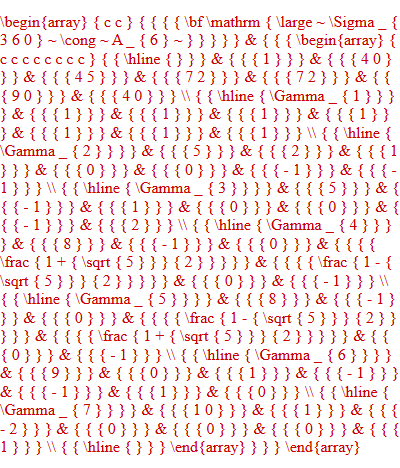 \begin{array} { c c } { { { { \bf \mathrm { \large ~ \Sigma _ {
3 6 0 } ~ \cong ~ A _ { 6 } ~ } } } } } & { { { \begin{array} {
c c c c c c c c } { { \hline { } } } & { { { 1 } } } & { { { 4 0 }
} } & { { { 4 5 } } } & { { { 7 2 } } } & { { { 7 2 } } } & { {
{ 9 0 } } } & { { { 4 0 } } } \\ { { \hline { \Gamma _ { 1 } } }
} & { { { 1 } } } & { { { 1 } } } & { { { 1 } } } & { { { 1 } }
} & { { { 1 } } } & { { { 1 } } } & { { { 1 } } } \\ { { \hline {
\Gamma _ { 2 } } } } & { { { 5 } } } & { { { 2 } } } & { { { 1
} } } & { { { 0 } } } & { { { 0 } } } & { { { - 1 } } } & { { { -
1 } } } \\ { { \hline { \Gamma _ { 3 } } } } & { { { 5 } } } & {
{ { - 1 } } } & { { { 1 } } } & { { { 0 } } } & { { { 0 } } } & {
{ { - 1 } } } & { { { 2 } } } \\ { { \hline { \Gamma _ { 4 } } }
} & { { { 8 } } } & { { { - 1 } } } & { { { 0 } } } & { { { {
\frac { 1 + { \sqrt { 5 } } } { 2 } } } } } & { { { { \frac { 1 - {
\sqrt { 5 } } } { 2 } } } } } & { { { 0 } } } & { { { - 1 } } } \\
{ { \hline { \Gamma _ { 5 } } } } & { { { 8 } } } & { { { - 1 }
} } & { { { 0 } } } & { { { { \frac { 1 - { \sqrt { 5 } } } { 2 }
} } } } & { { { { \frac { 1 + { \sqrt { 5 } } } { 2 } } } } } & { {
{ 0 } } } & { { { - 1 } } } \\ { { \hline { \Gamma _ { 6 } } } }
& { { { 9 } } } & { { { 0 } } } & { { { 1 } } } & { { { - 1 } } }
& { { { - 1 } } } & { { { 1 } } } & { { { 0 } } } \\ { { \hline {
\Gamma _ { 7 } } } } & { { { 1 0 } } } & { { { 1 } } } & { { {
- 2 } } } & { { { 0 } } } & { { { 0 } } } & { { { 0 } } } & { { {
1 } } } \\ { { \hline { } } } \end{array} } } } \end{array}